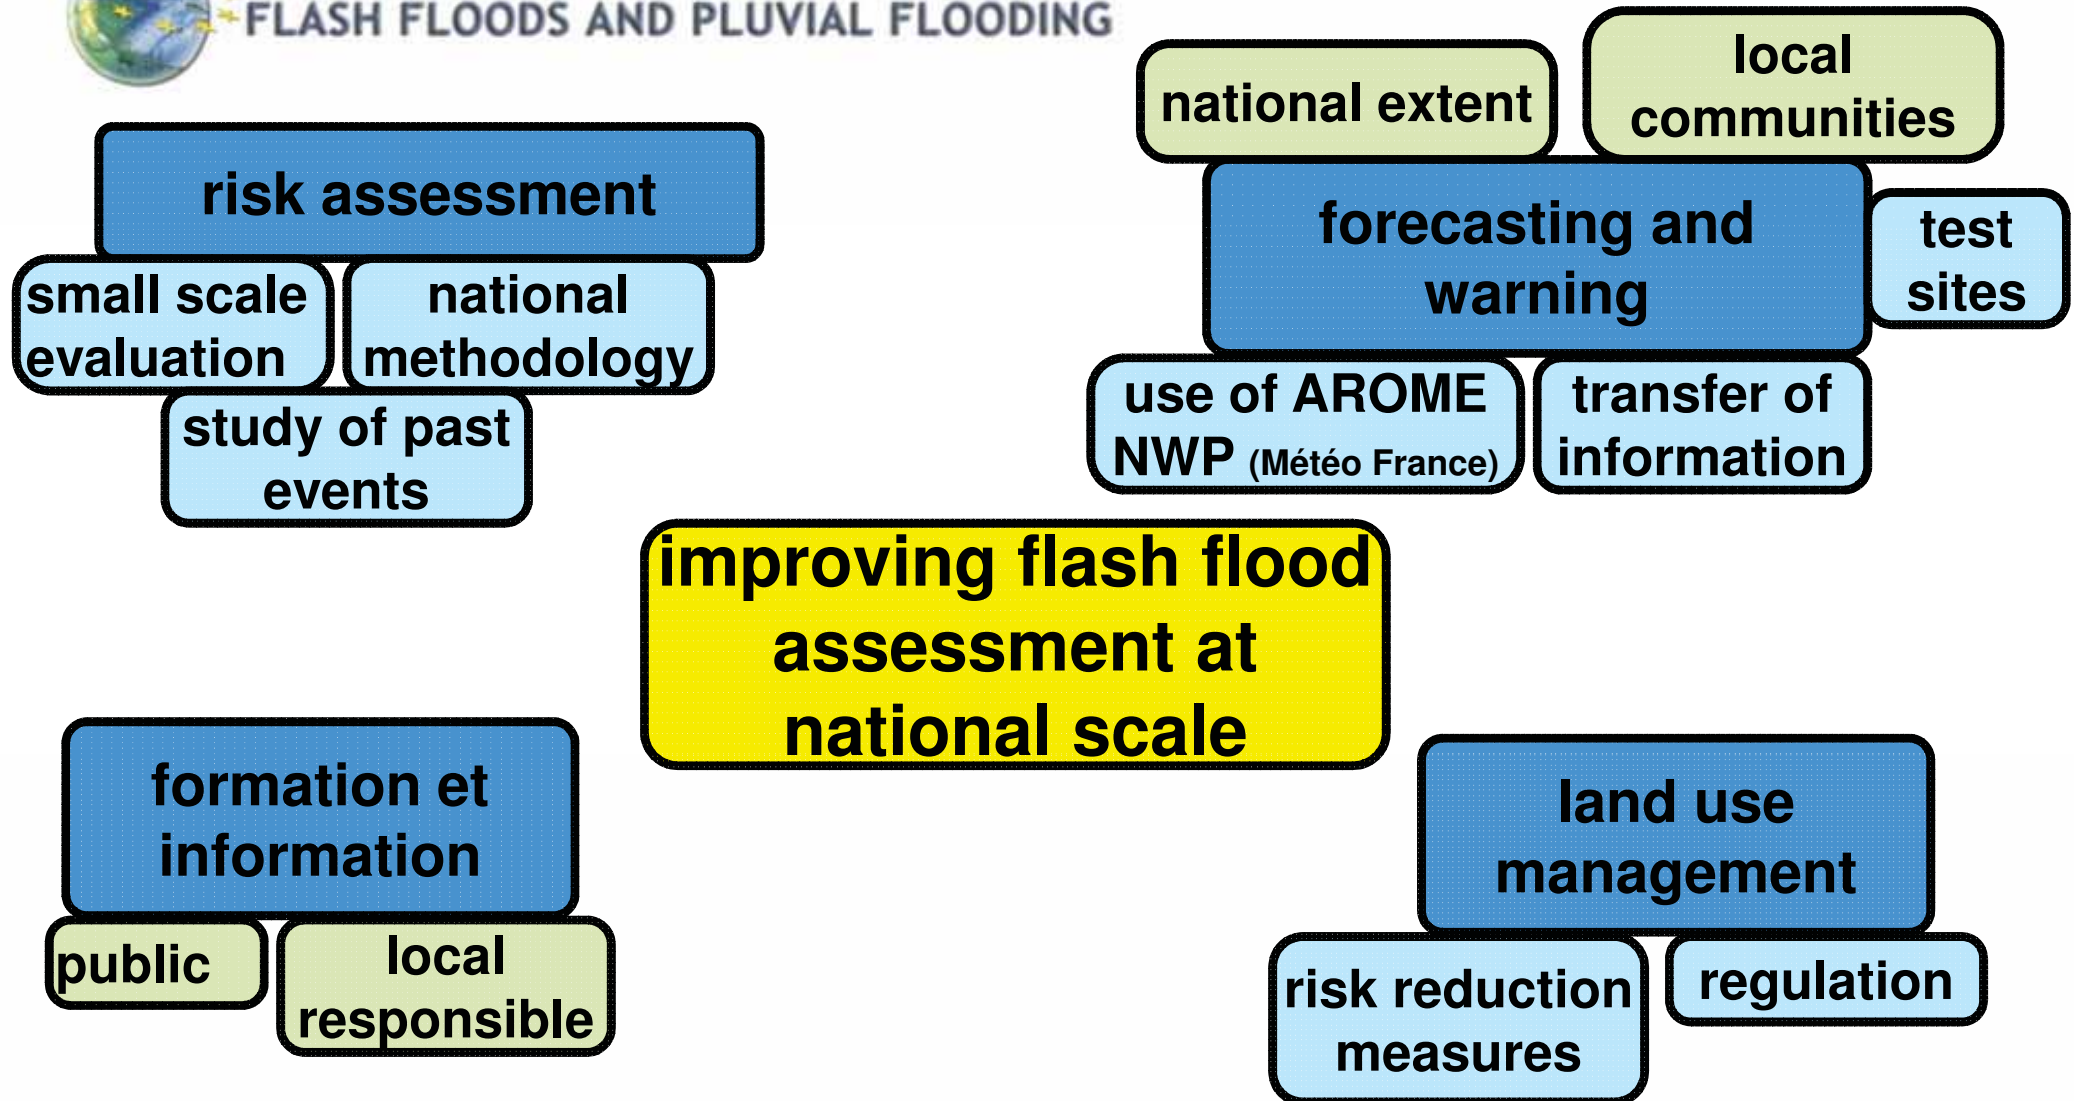 FLASH FLOODS AND PLUVIAL FLOODING
risk assessment
small scale
evaluation
national
methodology
study of past
events
national extent
local
communities
forecasting and
warning
test
sites
use of AROME
NWP (Météo France)
transfer of
information
improving flash flood
assessment at
national scale
formation et
information
public
local
responsible
land use
management
risk reduction
measures
regulation